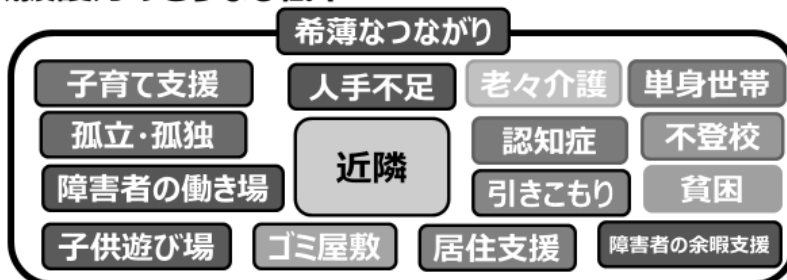 希薄なつながり
子育て支援
人手不足
老々介護
単身世帯
孤立・孤独
近隣
認知症
不登校
障害者の働き場
引きこもり
貧困
子供遊び場
ゴミ屋敷
居住支援
障害者の余暇支援